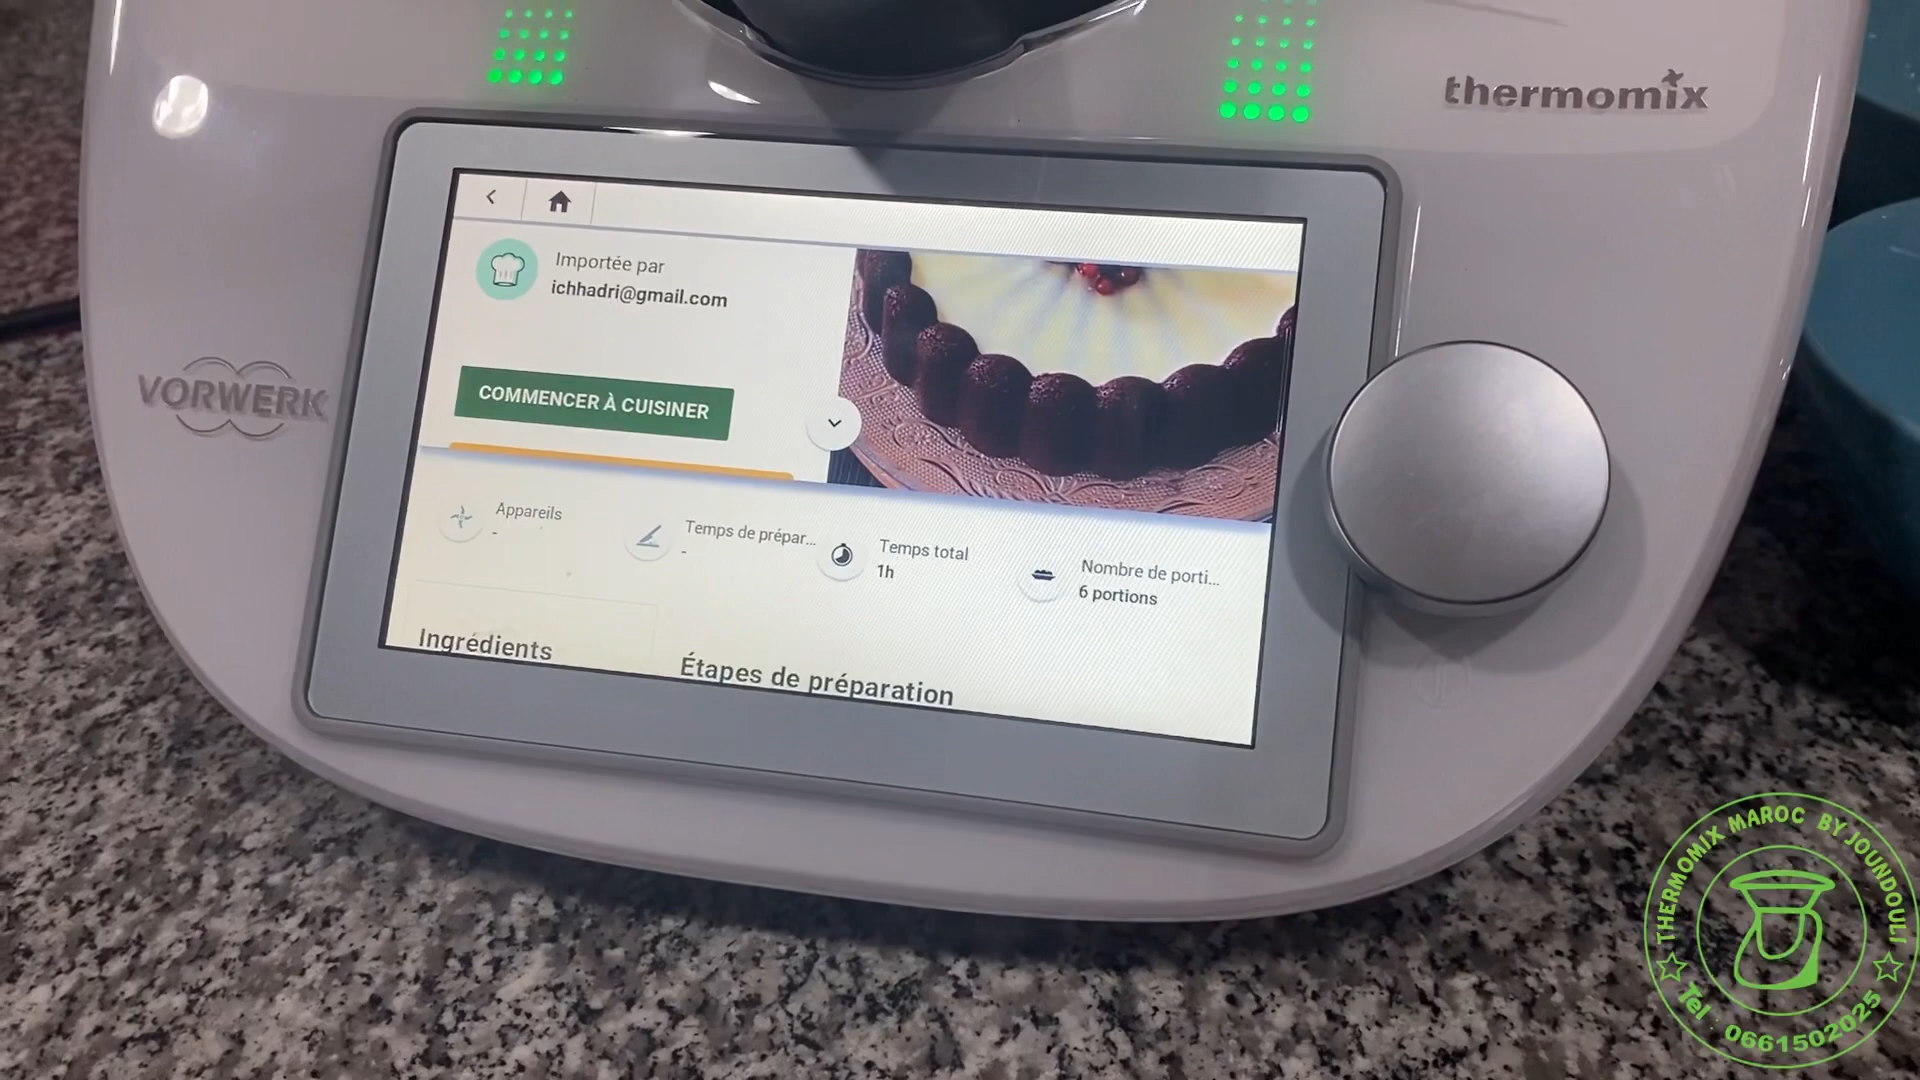 thermomix
VORWERK
Importée par
ichhadri@gmail.com
COMMENCER À CUISINER
Appareils
-
Temps de prépar...
-
Temps total
1h
Nombre de porti...
6 portions
Ingrédients
Étapes de préparation
THERMOMIX MAROC BY JOUNDOULI
Tel : 0661502025